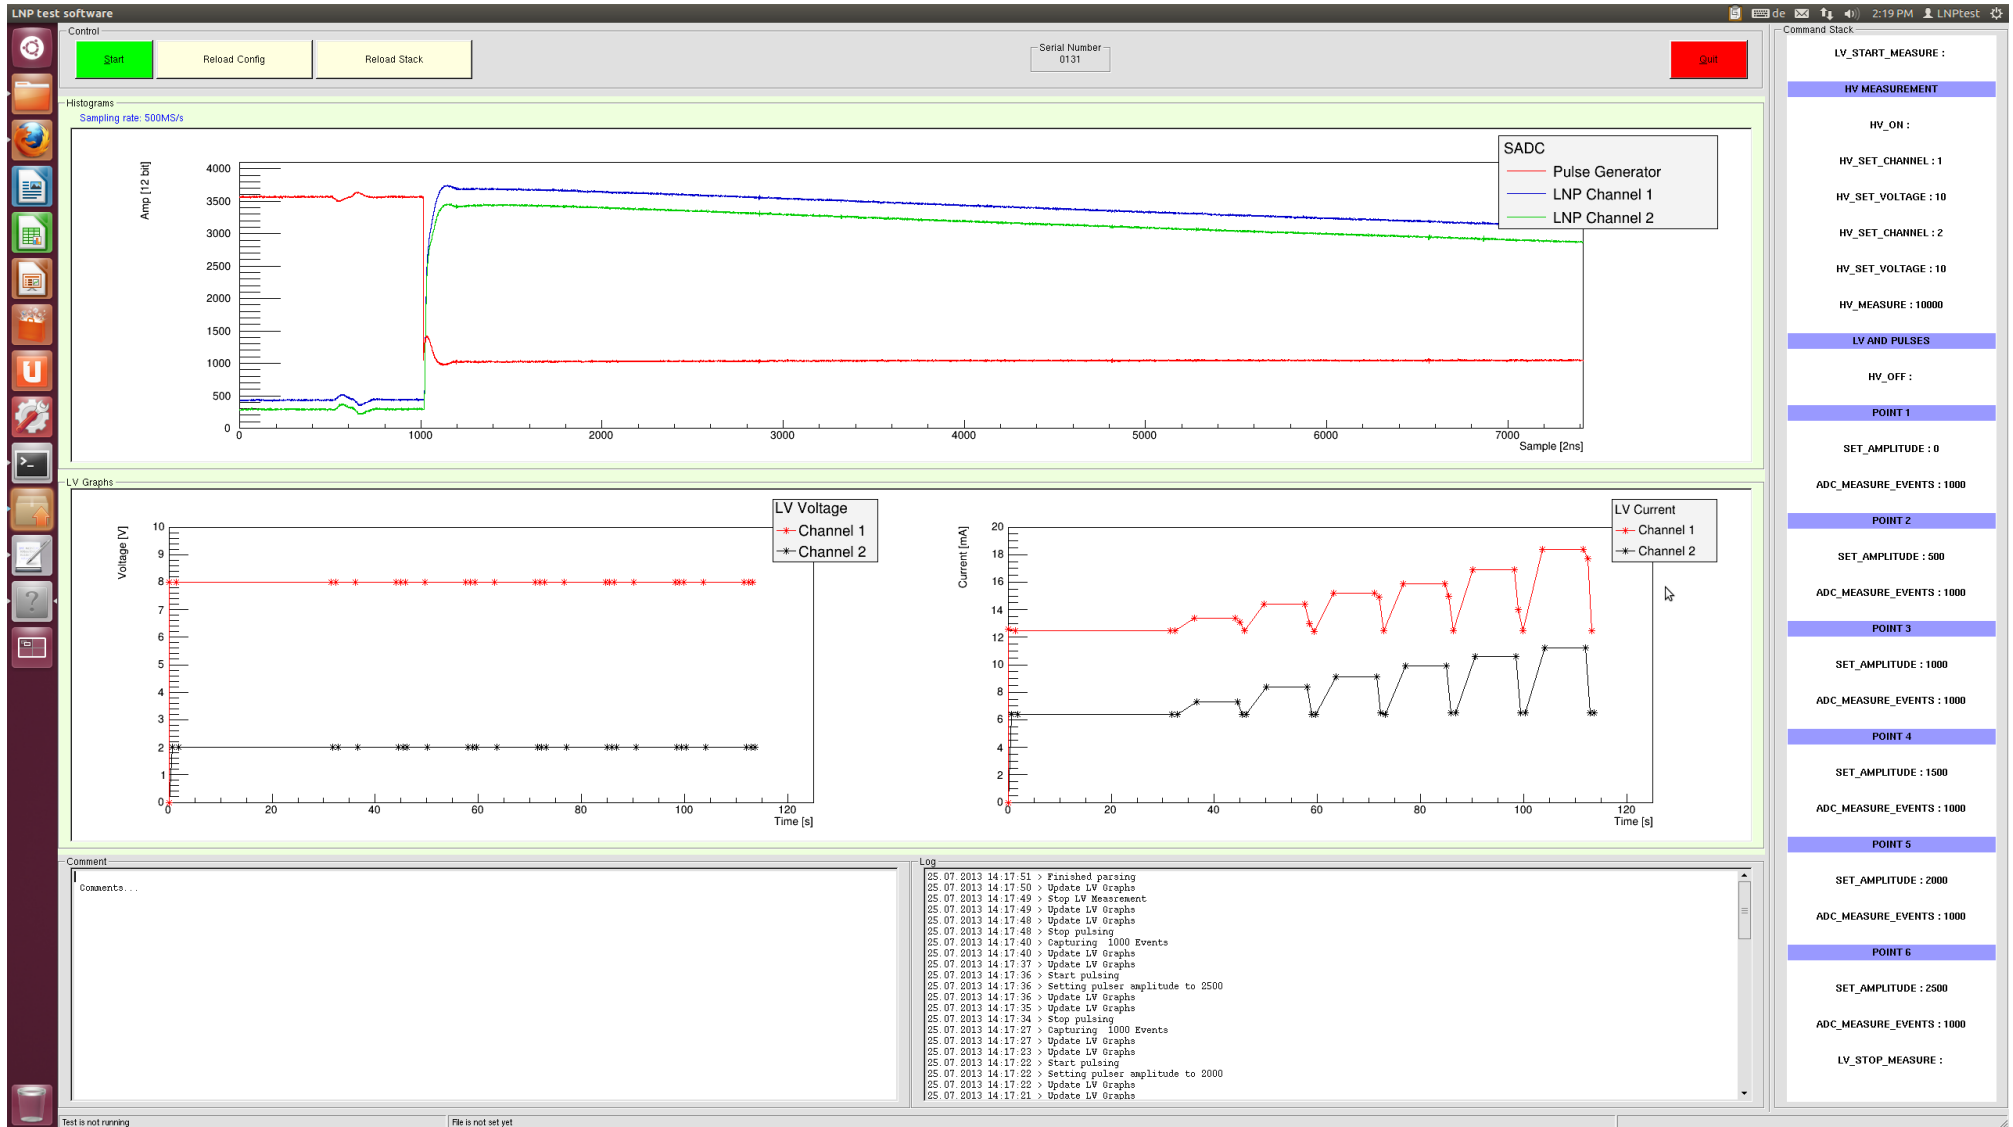 LNP test software
de
2:19 PM
LNPtest
Control
Start
Reload Config
Reload Stack
Serial Number
0131
Quit
Histograms
Sampling rate: 500MS/s
Amp [12 bit]
4000
3500
3000
2500
2000
1500
1000
500
0
0
1000
2000
3000
4000
5000
6000
7000
Sample [2ns]
SADC
Pulse Generator
LNP Channel 1
LNP Channel 2
LV Graphs
Voltage [V]
10
9
8
7
6
5
4
3
2
1
0
0
20
40
60
80
100
120
Time [s]
LV Voltage
Channel 1
Channel 2
Current [mA]
20
18
16
14
12
10
8
6
4
2
0
0
20
40
60
80
100
120
Time [s]
LV Current
Channel 1
Channel 2
Comment
Comments...
Log
25.07.2013 14:17:51 > Finished parsing
25.07.2013 14:17:50 > Update LV Graphs
25.07.2013 14:17:49 > Stop LV Measrement
25.07.2013 14:17:49 > Update LV Graphs
25.07.2013 14:17:48 > Update LV Graphs
25.07.2013 14:17:48 > Stop pulsing
25.07.2013 14:17:40 > Capturing  1000 Events
25.07.2013 14:17:40 > Update LV Graphs
25.07.2013 14:17:37 > Update LV Graphs
25.07.2013 14:17:36 > Start pulsing
25.07.2013 14:17:36 > Setting pulser amplitude to 2500
25.07.2013 14:17:36 > Update LV Graphs
25.07.2013 14:17:35 > Update LV Graphs
25.07.2013 14:17:34 > Stop pulsing
25.07.2013 14:17:27 > Capturing  1000 Events
25.07.2013 14:17:27 > Update LV Graphs
25.07.2013 14:17:23 > Update LV Graphs
25.07.2013 14:17:22 > Start pulsing
25.07.2013 14:17:22 > Setting pulser amplitude to 2000
25.07.2013 14:17:22 > Update LV Graphs
25.07.2013 14:17:21 > Update LV Graphs
Command Stack
LV_START_MEASURE :
HV MEASUREMENT
HV_ON :
HV_SET_CHANNEL : 1
HV_SET_VOLTAGE : 10
HV_SET_CHANNEL : 2
HV_SET_VOLTAGE : 10
HV_MEASURE : 10000
LV AND PULSES
HV_OFF :
POINT 1
SET_AMPLITUDE : 0
ADC_MEASURE_EVENTS : 1000
POINT 2
SET_AMPLITUDE : 500
ADC_MEASURE_EVENTS : 1000
POINT 3
SET_AMPLITUDE : 1000
ADC_MEASURE_EVENTS : 1000
POINT 4
SET_AMPLITUDE : 1500
ADC_MEASURE_EVENTS : 1000
POINT 5
SET_AMPLITUDE : 2000
ADC_MEASURE_EVENTS : 1000
POINT 6
SET_AMPLITUDE : 2500
ADC_MEASURE_EVENTS : 1000
LV_STOP_MEASURE :
Test is not running
File is not set yet